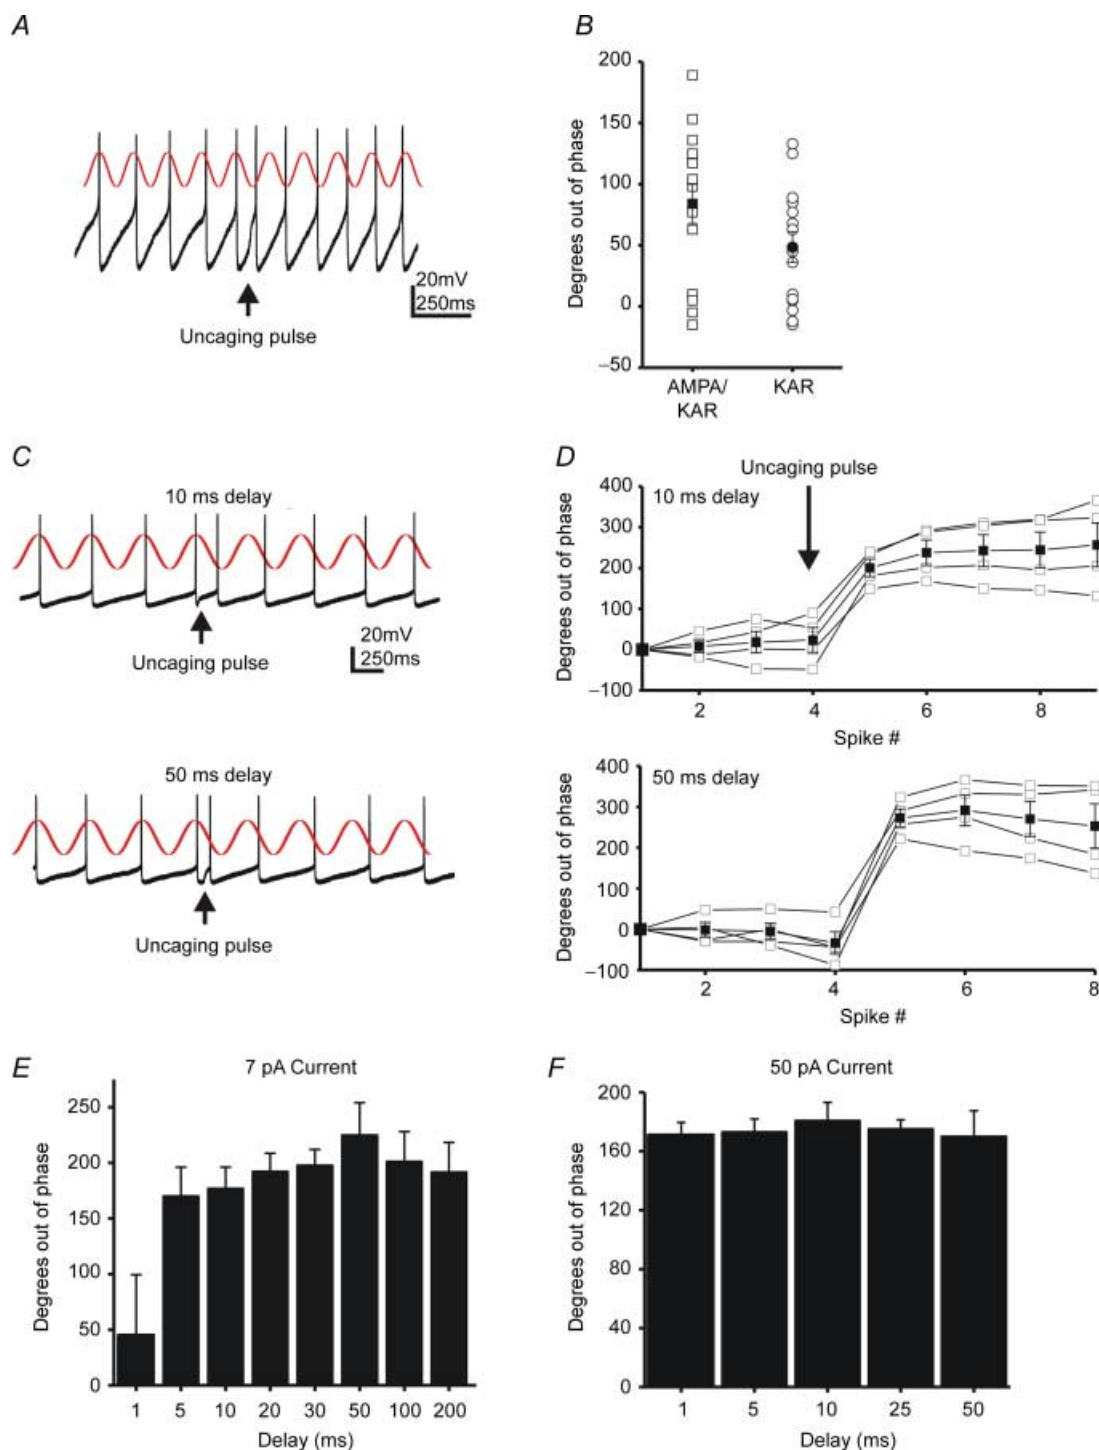 A
20mV
250ms
Uncaging pulse
B
Degrees out of phase
200
150
100
50
0
−50
AMPA/
KAR
KAR
C
10 ms delay
Uncaging pulse
20mV
250ms
50 ms delay
Uncaging pulse
D
Uncaging pulse
10 ms delay
Degrees out of phase
400
300
200
100
0
−100
2
4
6
8
Spike #
50 ms delay
Degrees out of phase
400
300
200
100
0
−100
2
4
6
8
Spike #
E
7 pA Current
Degrees out of phase
250
200
150
100
50
0
1
5
10
20
30
50
100
200
Delay (ms)
F
50 pA Current
Degrees out of phase
200
160
120
80
40
0
1
5
10
25
50
Delay (ms)